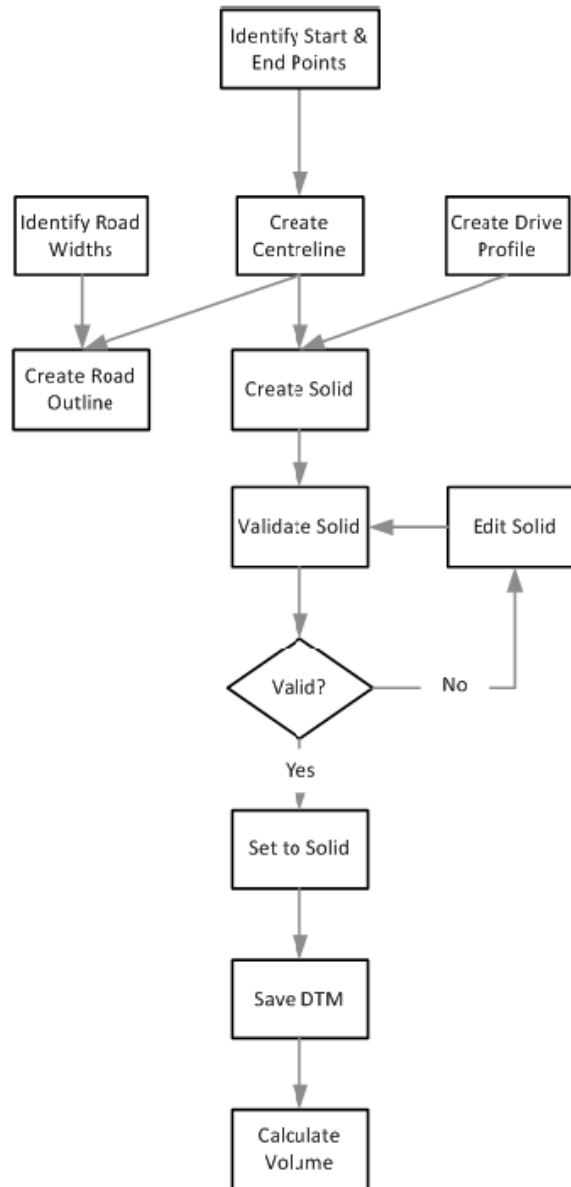 Identify Start &
End Points
Identify Road
Widths
Create
Centreline
Create Drive
Profile
Create Road
Outline
Create Solid
Validate Solid
Edit Solid
Valid?
No
Yes
Set to Solid
Save DTM
Calculate
Volume